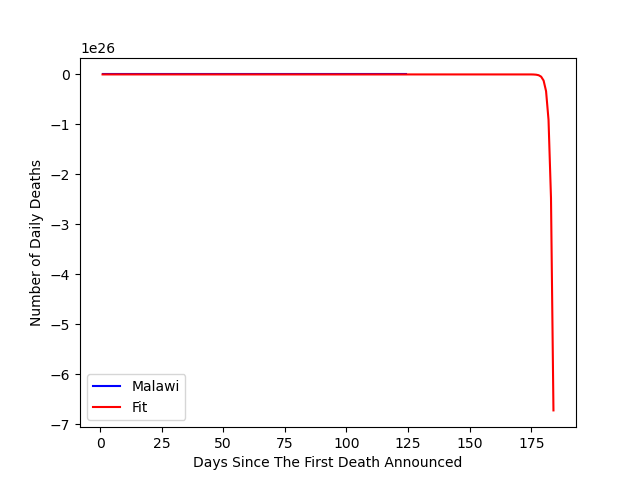 1e26
0
−1
−2
−3
−4
−5
−6
−7
Number of Daily Deaths
Malawi
Fit
0 25 50 75 100 125 150 175
Days Since The First Death Announced